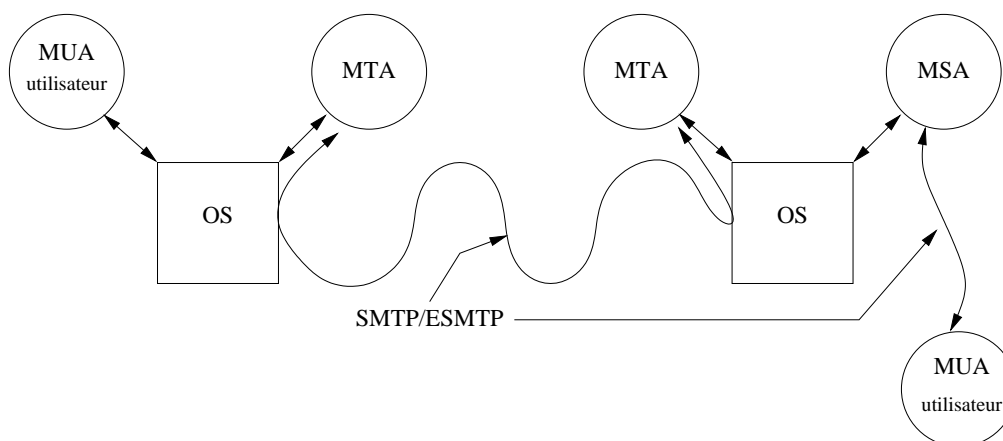 MUA
utilisateur
MTA
MTA
MSA
OS
OS
SMTP/ESMTP
MUA
utilisateur